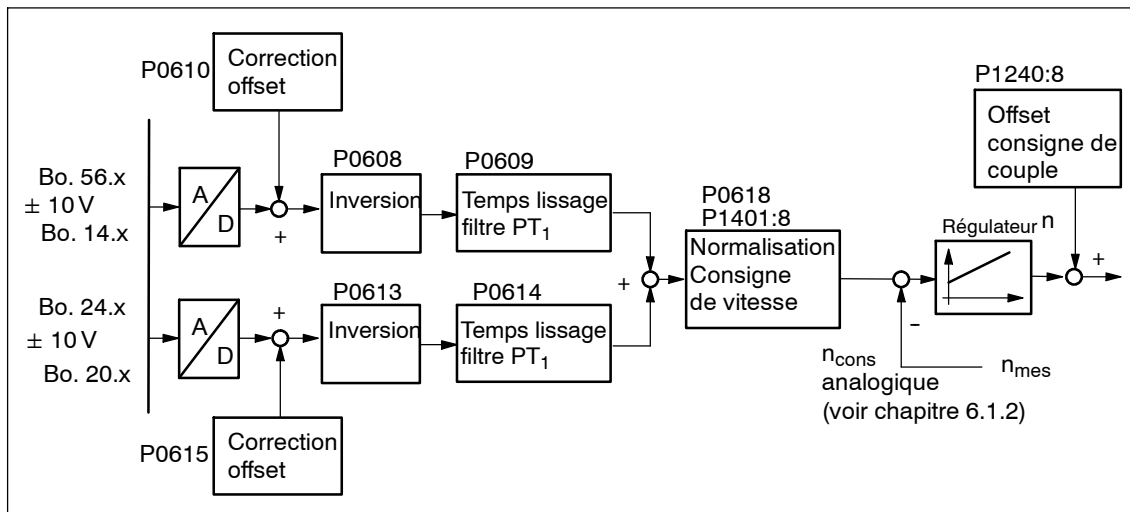 P0610
Correction
offset
P1240:8
Offset
consigne de
couple
Bo. 56.x
± 10 V
Bo. 14.x
A
D
+
P0608
Inversion
P0609
Temps lissage
filtre PT1
P0618
P1401:8
Normalisation
Consigne
de vitesse
Régulateur n
+
+
Bo. 24.x
± 10 V
Bo. 20.x
A
D
+
P0613
Inversion
P0614
Temps lissage
filtre PT1
–
ncons
analogique
(voir chapitre 6.1.2)
nmes
P0615
Correction
offset